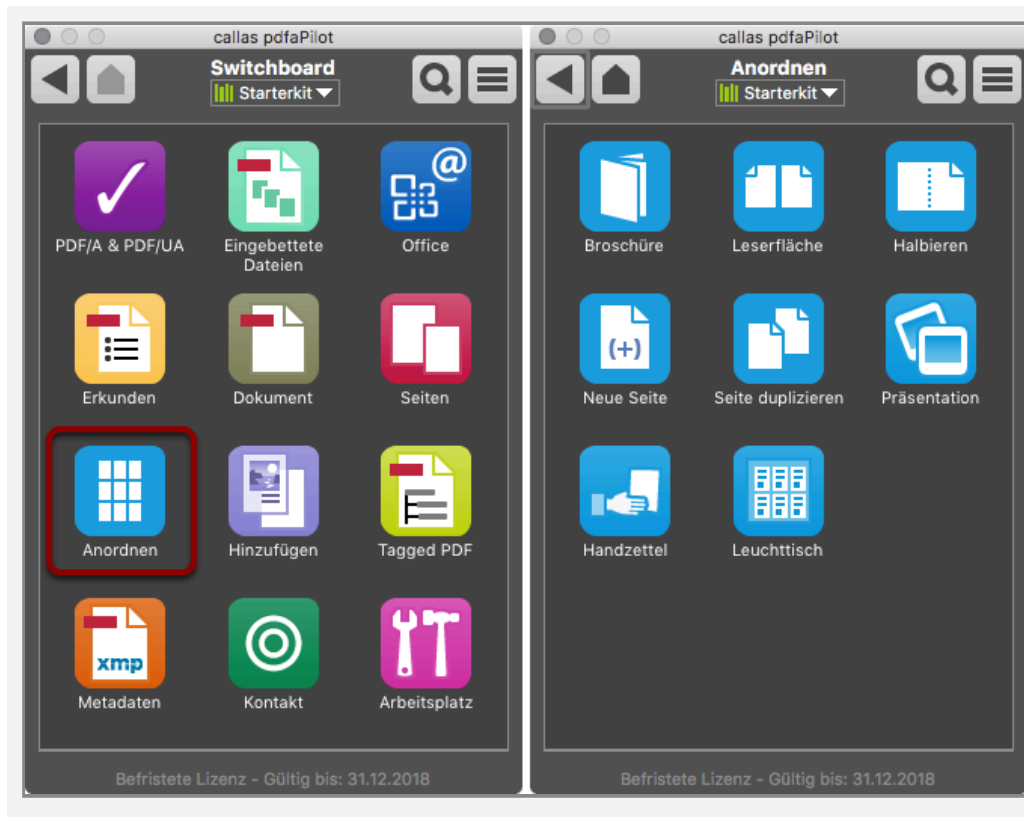 callas pdfaPilot
Switchboard
Starterkit
PDF/A & PDF/UA
Eingebettete
Dateien
@
Office
Erkunden
Dokument
Seiten
Anordnen
Hinzufügen
Tagged PDF
xmp
Metadaten
Kontakt
Arbeitsplatz
Befristete Lizenz - Gültig bis: 31.12.2018
callas pdfaPilot
Anordnen
Starterkit
Broschüre
Leserfläche
Halbieren
(+)
Neue Seite
Seite duplizieren
Präsentation
Handzettel
Leuchttisch
Befristete Lizenz - Gültig bis: 31.12.2018